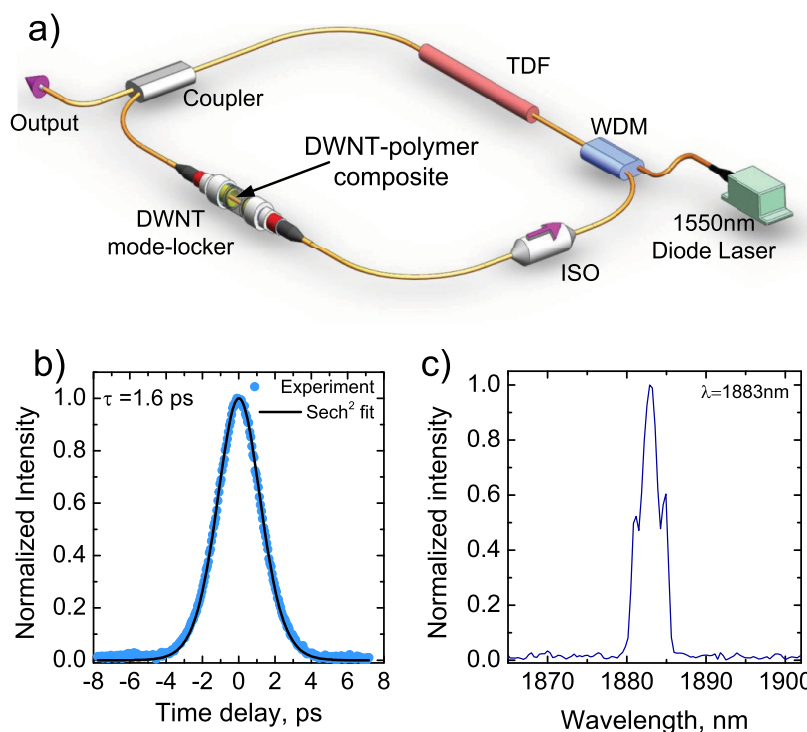 a)
TDF
Coupler
WDM
Output
DWNT-polymer
composite
DWNT
mode-locker
1550nm
Diode Laser
ISO
b)
c)
τ =1.6 ps
Experiment
Sech² fit
λ=1883nm
Normalized Intensity
1.0
0.8
0.6
0.4
0.2
0.0
-8 -6 -4 -2 0 2 4 6 8
Time delay, ps
Normalized intensity
1.0
0.8
0.6
0.4
0.2
0.0
1870 1880 1890 1900
Wavelength, nm